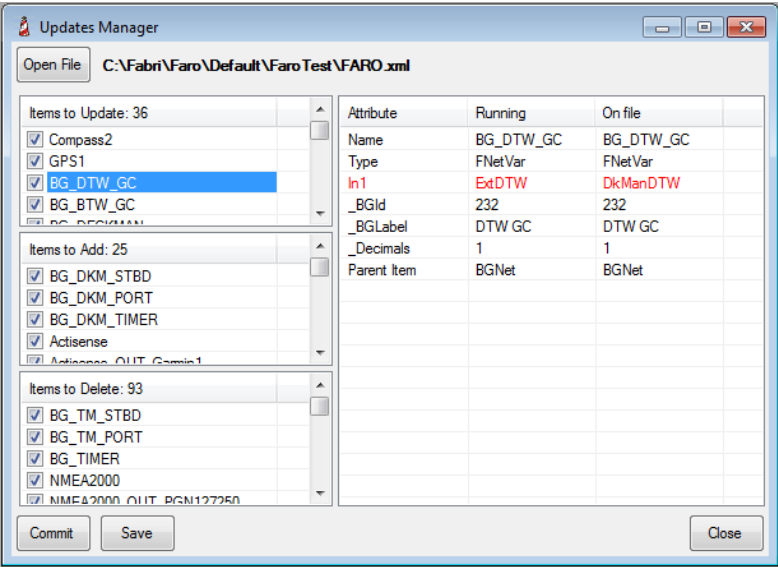 Updates Manager
Open File C:\Fabri\Faro\Default\FaroTest\FARO.xml
Items to Update: 36
Compass2
GPS1
BG_DTW_GC
BG_BTW_GC
BG_DECKMAN
Items to Add: 25
BG_DKM_STBD
BG_DKM_PORT
BG_DKM_TIMER
Actisense
Actisense_OUT_Garmin1
Items to Delete: 93
BG_TM_STBD
BG_TM_PORT
BG_TIMER
NMEA2000
NMEA2000_OUT_PGN127250
Attribute Running On file
Name BG_DTW_GC BG_DTW_GC
Type FNetVar FNetVar
In1 ExtDTW DkManDTW
_BGId 232 232
_BGLabel DTW GC DTW GC
_Decimals 1 1
Parent Item BGNet BGNet
Commit Save Close